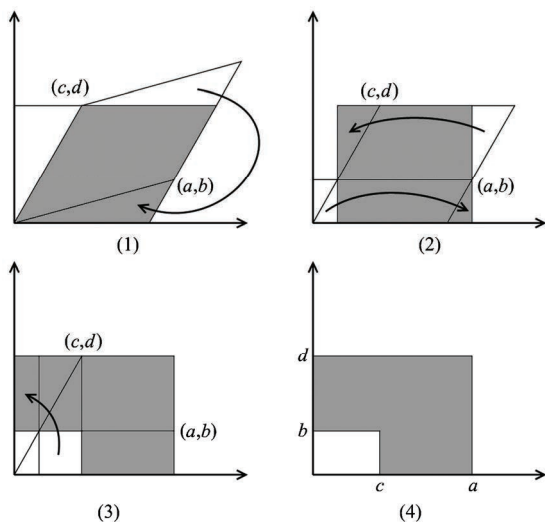 (c,d)
(a,b)
(1)
(c,d)
(a,b)
(2)
(c,d)
(a,b)
(3)
d
b
c a
(4)